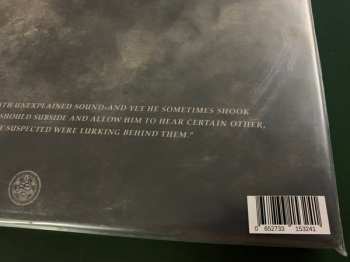 UNEXPLAINED SOUND-AND YET HE SOMETIMES SHOOK
SHOULD SUBSIDE AND ALLOW HIM TO HEAR CERTAIN OTHER,
SUSPECTED WERE LURKING BEHIND THEM."
0 652733 153241